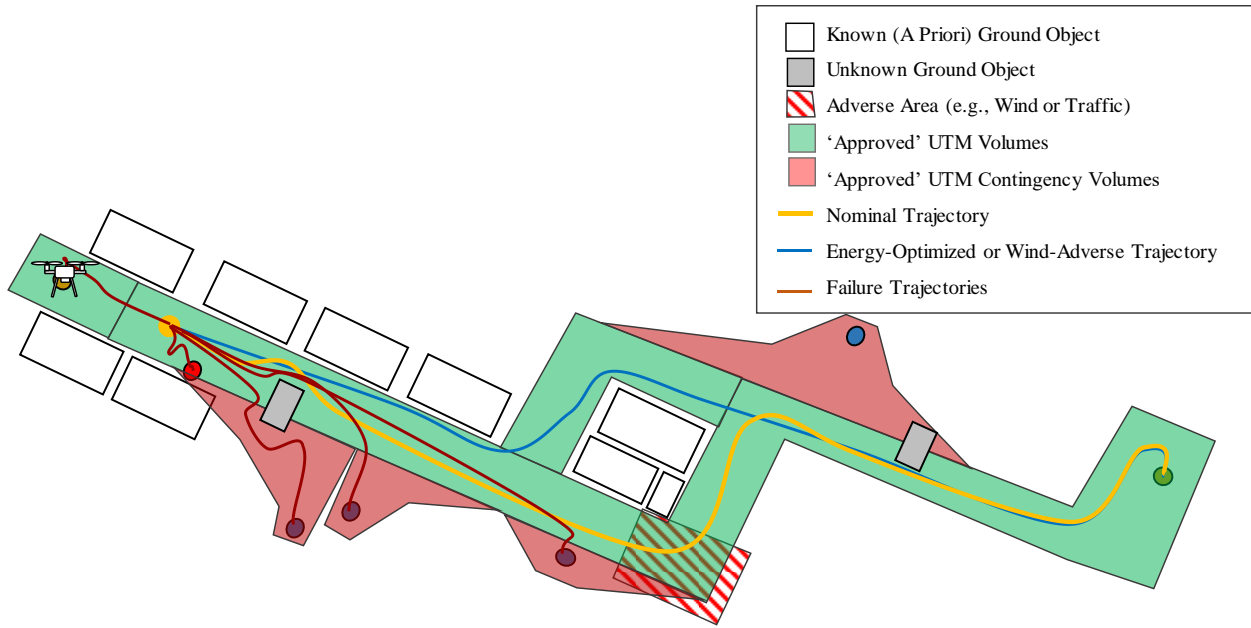 Known (A Priori) Ground Object
Unknown Ground Object
Adverse Area (e.g., Wind or Traffic)
‘Approved’ UTM Volumes
‘Approved’ UTM Contingency Volumes
Nominal Trajectory
Energy-Optimized or Wind-Adverse Trajectory
Failure Trajectories